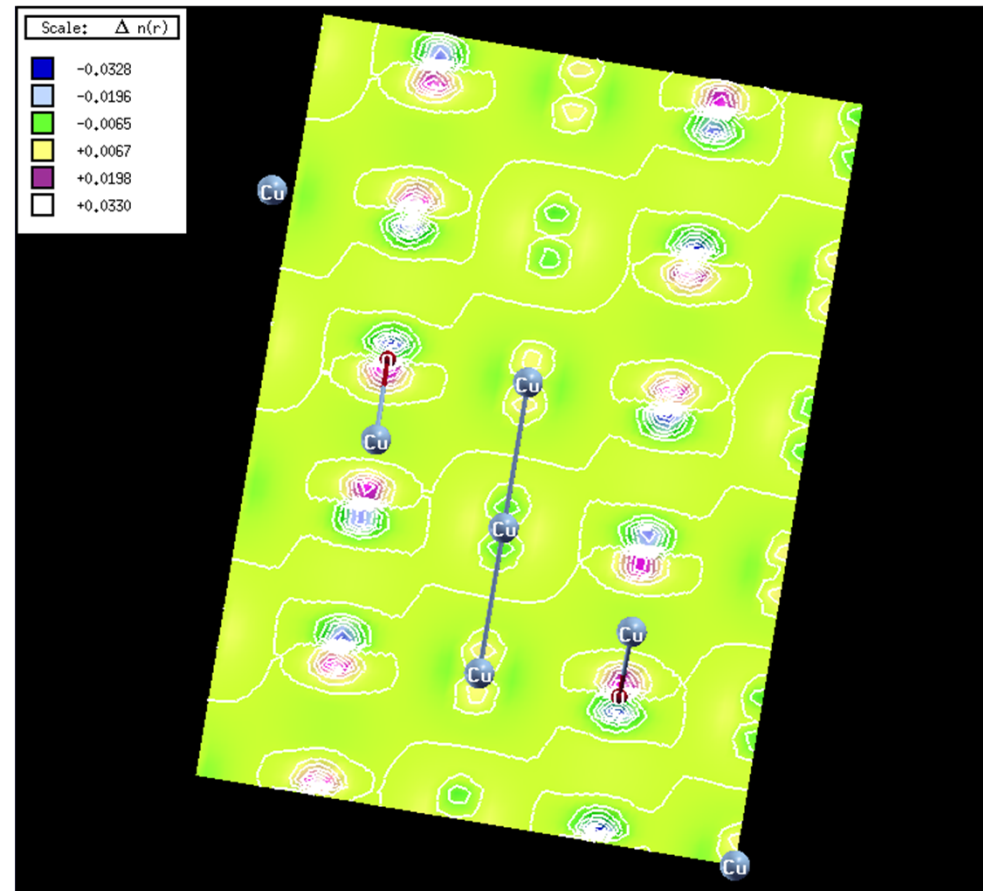 Scale: Δ n(r)
-0.0328
-0.0196
-0.0065
+0.0067
+0.0198
+0.0330
Cu
Cu
O
Cu
Cu
Cu
Cu
O
Cu
Cu